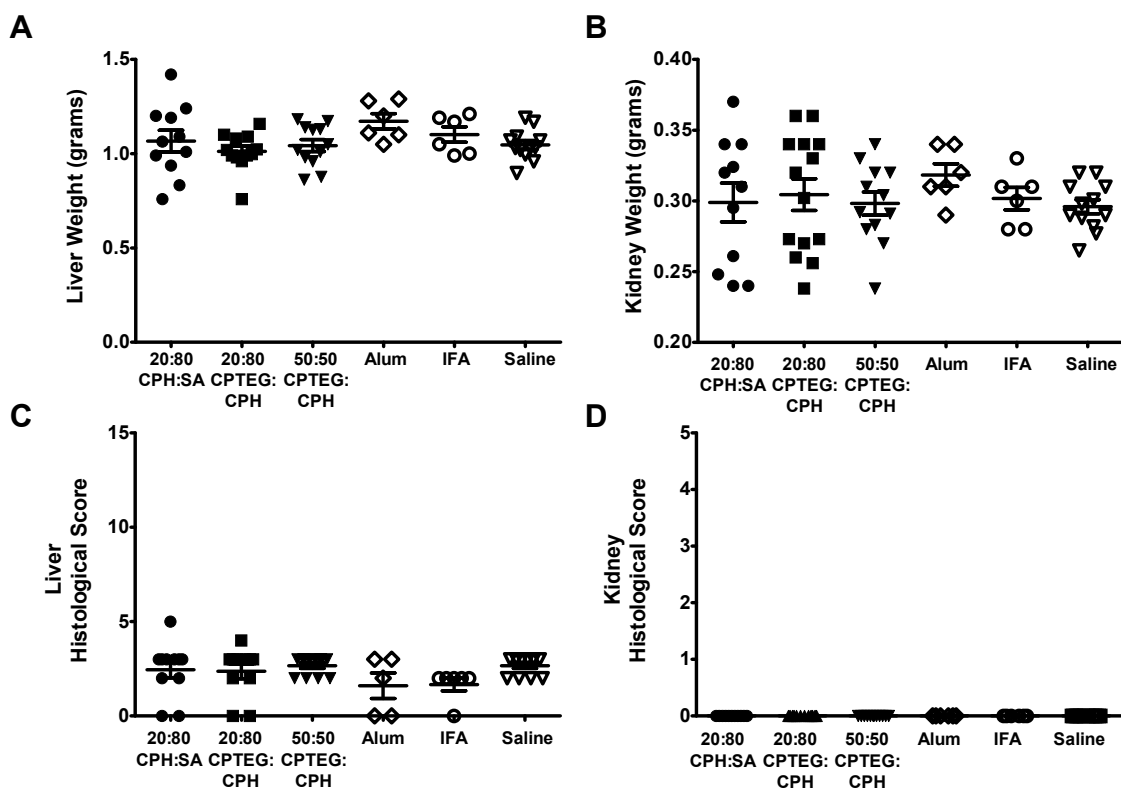 A
Liver Weight (grams)
1.5
1.0
0.5
0.0
20:80
CPH:SA
20:80
CPTEG:
CPH
50:50
CPTEG:
CPH
Alum
IFA
Saline
B
Kidney Weight (grams)
0.40
0.35
0.30
0.25
0.20
20:80
CPH:SA
20:80
CPTEG:
CPH
50:50
CPTEG:
CPH
Alum
IFA
Saline
C
Liver
Histological Score
15
10
5
0
20:80
CPH:SA
20:80
CPTEG:
CPH
50:50
CPTEG:
CPH
Alum
IFA
Saline
D
Kidney
Histological Score
5
4
3
2
1
0
20:80
CPH:SA
20:80
CPTEG:
CPH
50:50
CPTEG:
CPH
Alum
IFA
Saline